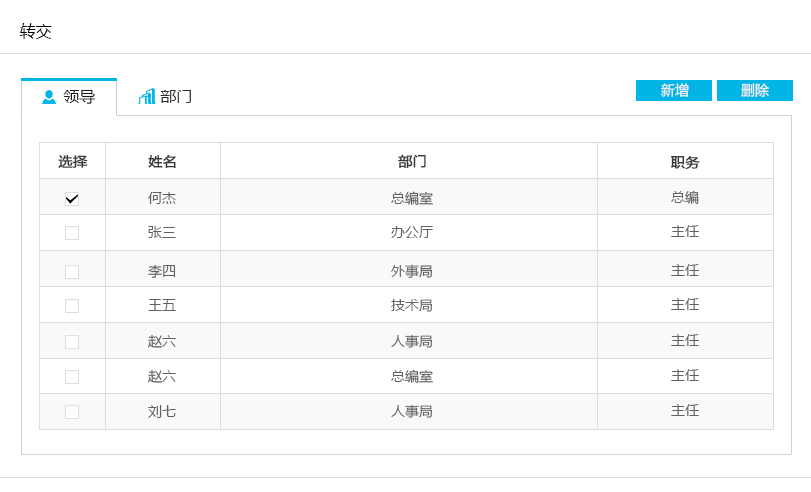 转交
领导 部门 新增 删除
选择 姓名 部门 职务
何杰 总编室 总编
张三 办公厅 主任
李四 外事局 主任
王五 技术局 主任
赵六 人事局 主任
赵六 总编室 主任
刘七 人事局 主任